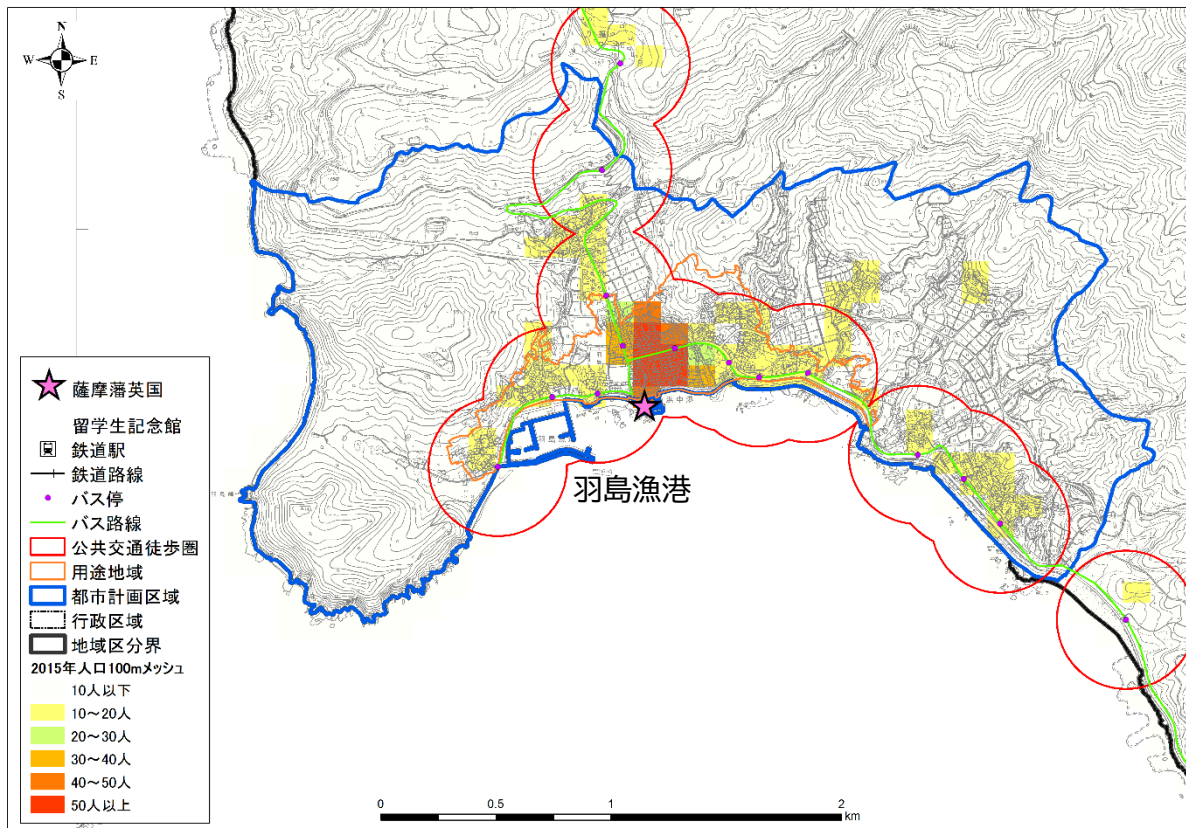 N
W
E
S
薩摩藩英国
留学生記念館
鉄道駅
鉄道路線
バス停
バス路線
公共交通徒歩圏
用途地域
都市計画区域
行政区域
地域区分界
2015年人口100mメッシュ
10人以下
10～20人
20～30人
30～40人
40～50人
50人以上
羽島漁港
0
0.5
1
2
km